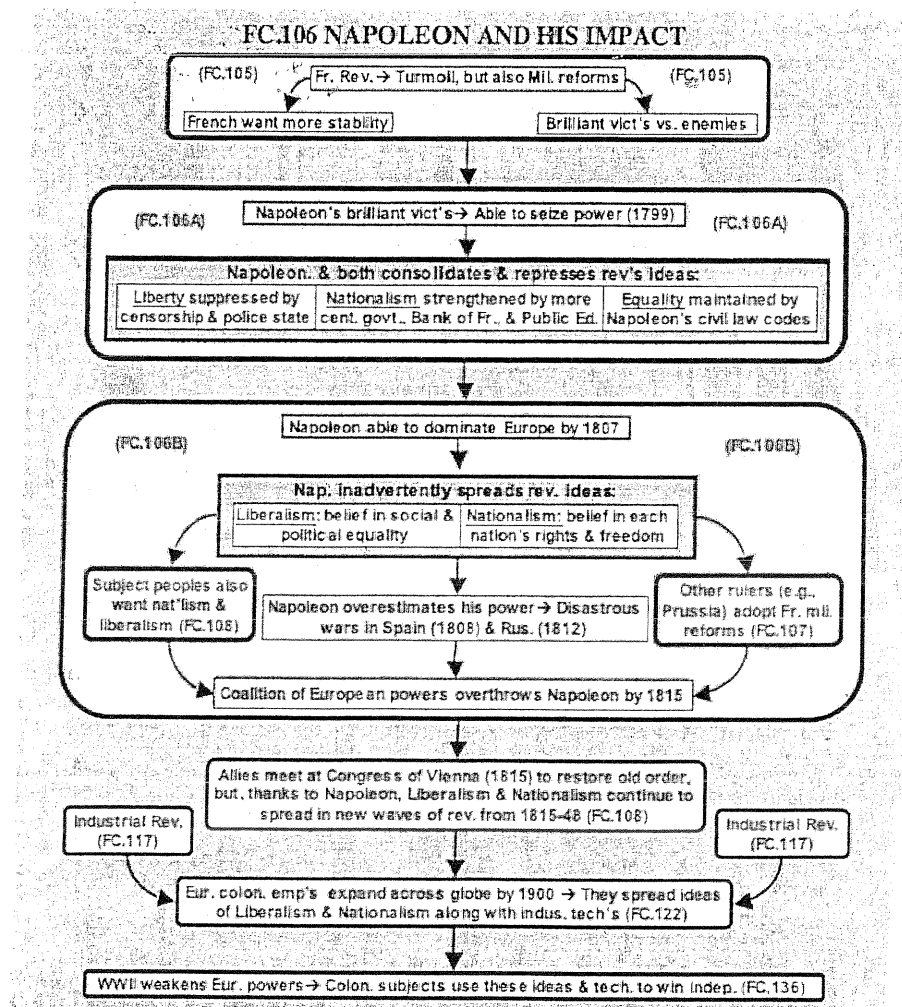 FC.106 NAPOLEON AND HIS IMPACT
(FC.105)
Fr. Rev.→ Turmoil, but also Mil. reforms
(FC.105)
French want more stability
Brilliant vict's vs. enemies
(FC.106A)
Napoleon's brilliant vict's→ Able to seize power (1799)
(FC.106A)
Napoleon. & both consolidates & represses rev's ideas:
Liberty suppressed by
censorship & police state
Nationalism strengthened by more
cent. govt., Bank of Fr., & Public Ed.
Equality maintained by
Napoleon's civil law codes
(FC.106B)
Napoleon able to dominate Europe by 1807
(FC.106B)
Nap. inadvertently spreads rev. ideas:
Liberalism: belief in social &
political equality
Nationalism: belief in each
nation's rights & freedom
Subject peoples also
want nat'lism &
liberalism (FC.108)
Napoleon overestimates his power→ Disastrous
wars in Spain (1808) & Rus. (1812)
Other rulers (e.g.,
Prussia) adopt Fr. mil.
reforms (FC.107)
Coalition of European powers overthrows Napoleon by 1815
Allies meet at Congress of Vienna (1815) to restore old order,
but, thanks to Napoleon, Liberalism & Nationalism continue to
spread in new waves of rev. from 1815-48 (FC.108)
Industrial Rev.
(FC.117)
Industrial Rev.
(FC.117)
Eur. colon. emp's expand across globe by 1900 → They spread ideas
of Liberalism & Nationalism along with indus. tech's (FC.122)
WWII weakens Eur. powers→ Colon. subjects use these ideas & tech. to win indep. (FC.136)